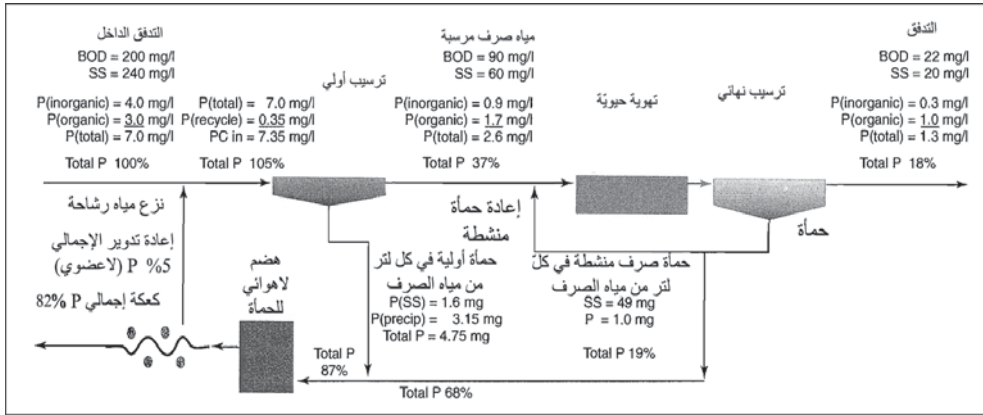 التدفق الداخل
BOD = 200 mg/l
SS = 240 mg/l
P(inorganic) = 4.0 mg/l
P(organic) = 3.0 mg/l
P(total) = 7.0 mg/l
Total P 100%
P(total) = 7.0 mg/l
P(recycle) = 0.35 mg/l
PC in = 7.35 mg/l
Total P 105%
ترسيب أولي
مياه صرف مرسبة
BOD = 90 mg/l
SS = 60 mg/l
P(inorganic) = 0.9 mg/l
P(organic) = 1.7 mg/l
P(total) = 2.6 mg/l
Total P 37%
تهوية حيويّة
ترسيب نهائي
التدفق
BOD = 22 mg/l
SS = 20 mg/l
P(inorganic) = 0.3 mg/l
P(organic) = 1.0 mg/l
P(total) = 1.3 mg/l
Total P 18%
نزع مياه رشاحة
إعادة تدوير الإجمالي
5% P (لاعضوي)
كعكة إجمالي P 82%
هضم
لاهوائي
للحمأة
حمأة أولية في كل لتر
من مياه الصرف
P(SS) = 1.6 mg
P(precip) = 3.15 mg
Total P = 4.75 mg
إعادة حمأة
منشطة
حمأة صرف منشطة في كلّ
لتر من مياه الصرف
SS = 49 mg
P = 1.0 mg
حمأة
Total P 19%
Total P
87%
Total P 68%